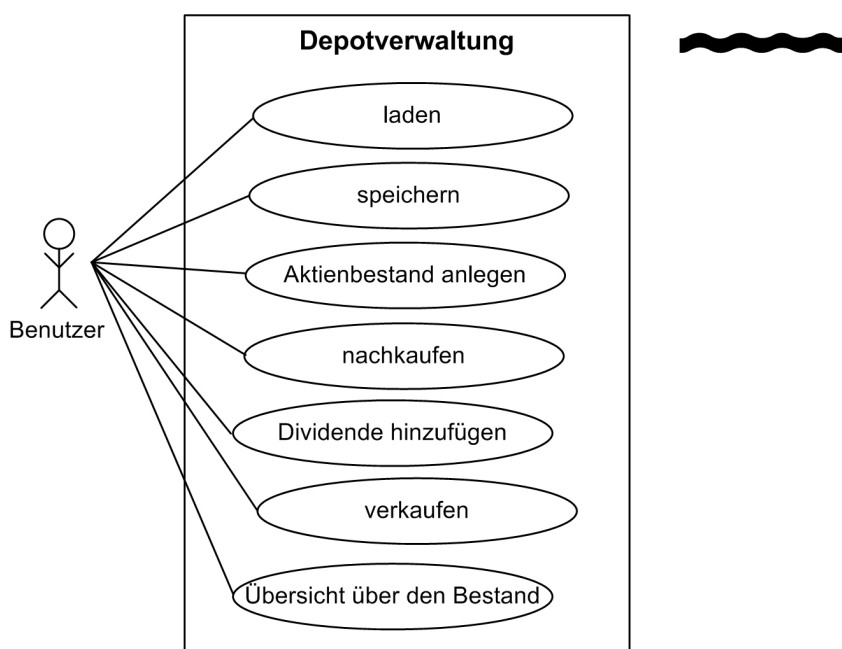 Depotverwaltung
laden
speichern
Aktienbestand anlegen
Benutzer
nachkaufen
Dividende hinzufügen
verkaufen
Übersicht über den Bestand